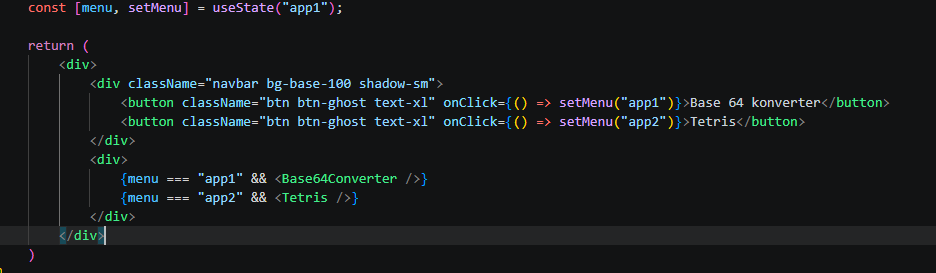 const [menu, setMenu] = useState("app1");
return (
<div>
<div className="navbar bg-base-100 shadow-sm">
<button className="btn btn-ghost text-xl" onClick={() => setMenu("app1")}>Base 64 konverter</button>
<button className="btn btn-ghost text-xl" onClick={() => setMenu("app2")}>Tetris</button>
</div>
<div>
{menu === "app1" && <Base64Converter />}
{menu === "app2" && <Tetris />}
</div>
</div>
)